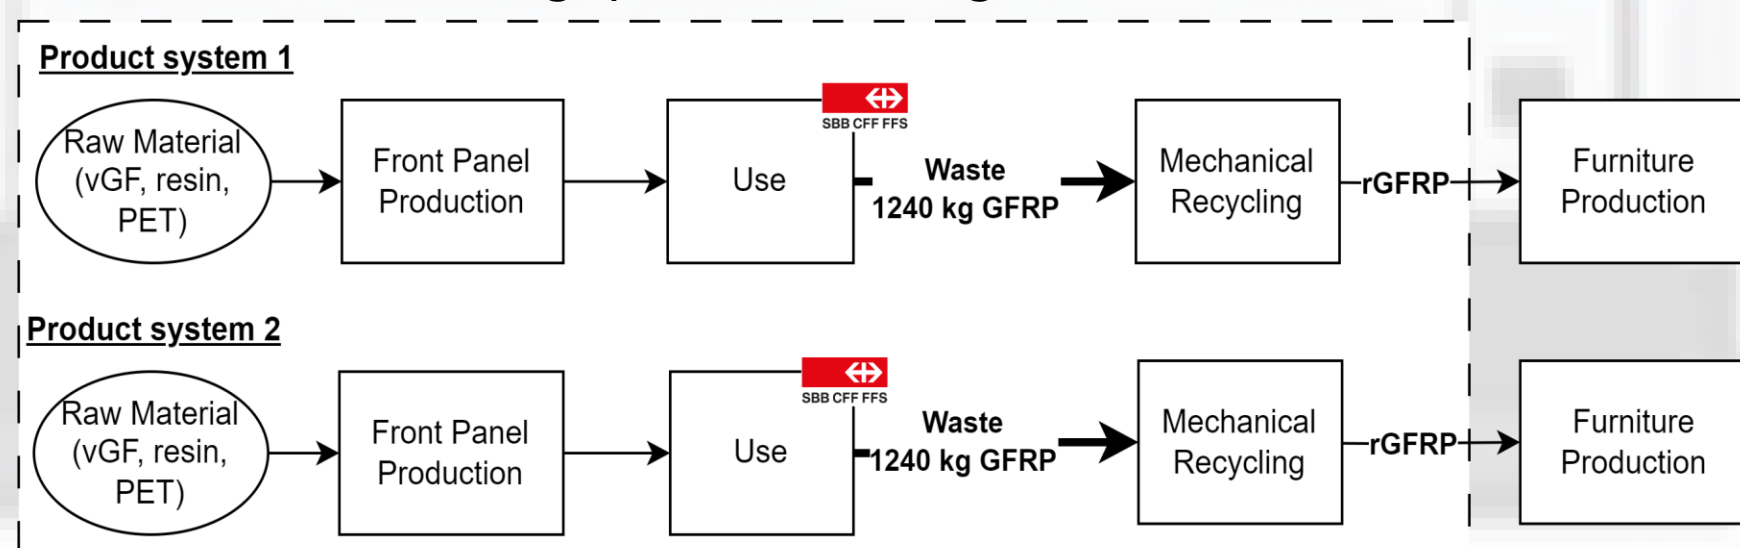 Product system 1
Raw Material
(vGF, resin,
PET)
Front Panel
Production
Use
SBB CFF FFS
Waste
1240 kg GFRP
Mechanical
Recycling
rGFRP
Furniture
Production
Product system 2
Raw Material
(vGF, resin,
PET)
Front Panel
Production
Use
SBB CFF FFS
Waste
1240 kg GFRP
Mechanical
Recycling
rGFRP
Furniture
Production